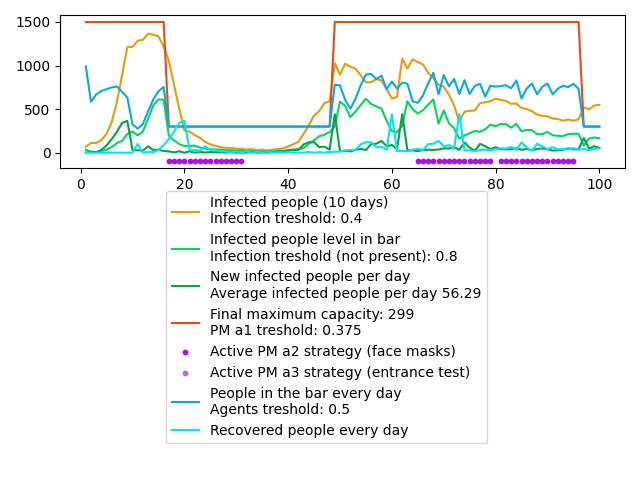 1500
1000
500
0
0
20
40
60
80
100
Infected people (10 days)
Infection treshold: 0.4
Infected people level in bar
Infection treshold (not present): 0.8
New infected people per day
Average infected people per day 56.29
Final maximum capacity: 299
PM a1 treshold: 0.375
Active PM a2 strategy (face masks)
Active PM a3 strategy (entrance test)
People in the bar every day
Agents treshold: 0.5
Recovered people every day